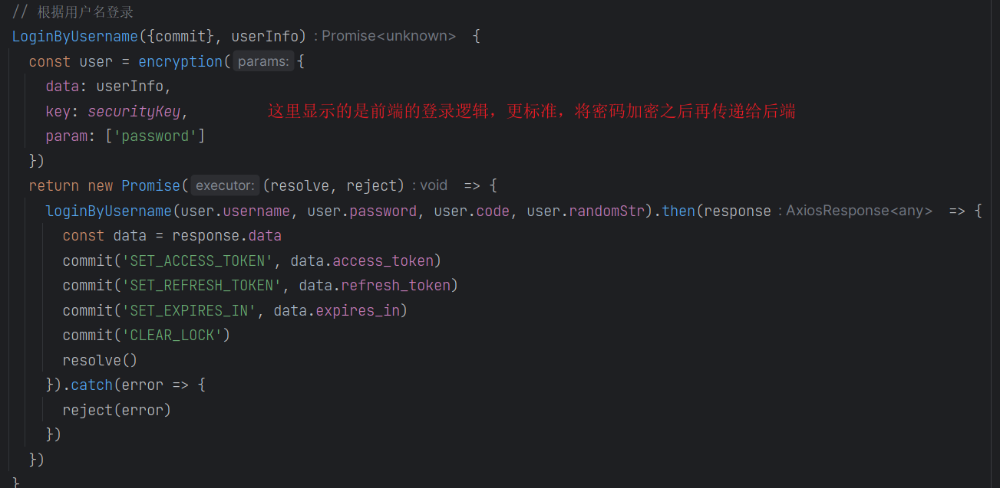 // 根据用户名登录
LoginByUsername({commit}, userInfo) : Promise<unknown> {
const user = encryption( params: {
data: userInfo,
key: securityKey, 这里显示的是前端的登录逻辑，更标准，将密码加密之后再传递给后端
param: ['password']
})
return new Promise( executor: (resolve, reject) : void => {
loginByUsername(user.username, user.password, user.code, user.randomStr).then(response : AxiosResponse<any> => {
const data = response.data
commit('SET_ACCESS_TOKEN', data.access_token)
commit('SET_REFRESH_TOKEN', data.refresh_token)
commit('SET_EXPIRES_IN', data.expires_in)
commit('CLEAR_LOCK')
resolve()
}).catch(error => {
reject(error)
})
})
}